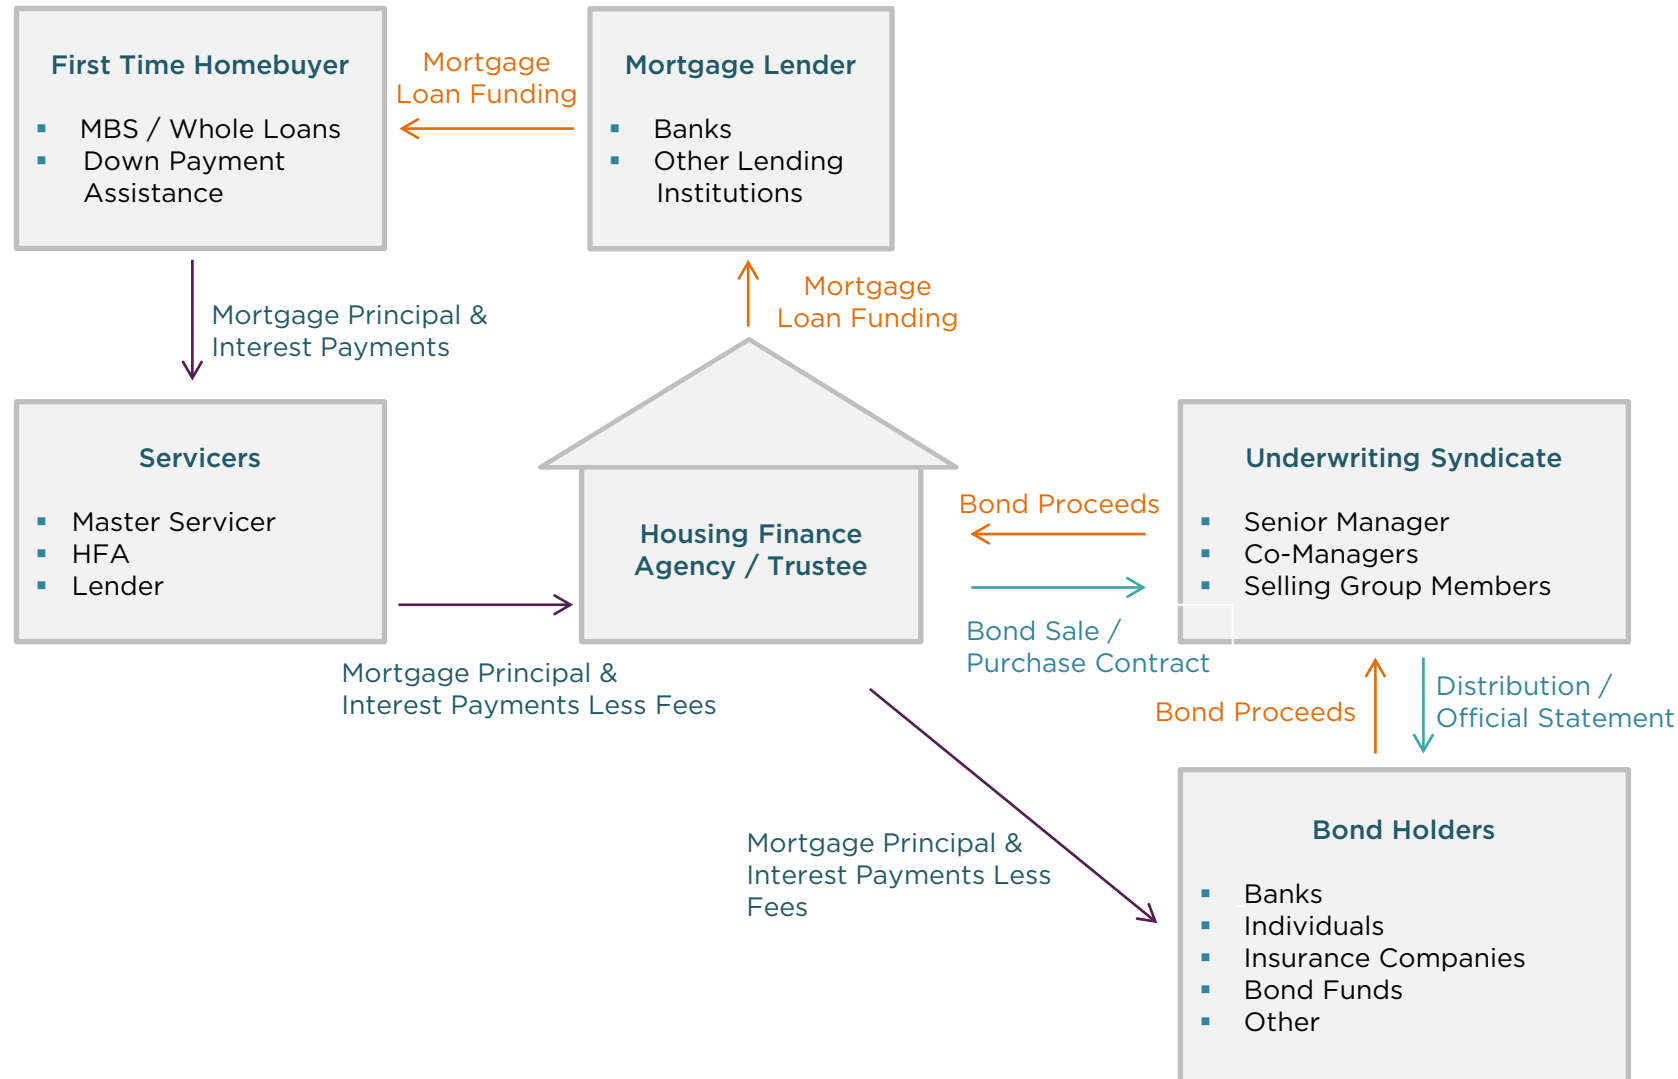 First Time Homebuyer
▪ MBS / Whole Loans
▪ Down Payment
Assistance
Mortgage
Loan Funding
Mortgage Lender
▪ Banks
▪ Other Lending
Institutions
Mortgage Principal &
Interest Payments
Mortgage
Loan Funding
Servicers
▪ Master Servicer
▪ HFA
▪ Lender
Housing Finance
Agency / Trustee
Bond Proceeds
Bond Sale /
Purchase Contract
Underwriting Syndicate
▪ Senior Manager
▪ Co-Managers
▪ Selling Group Members
Mortgage Principal &
Interest Payments Less Fees
Bond Proceeds
Distribution /
Official Statement
Mortgage Principal &
Interest Payments Less
Fees
Bond Holders
▪ Banks
▪ Individuals
▪ Insurance Companies
▪ Bond Funds
▪ Other